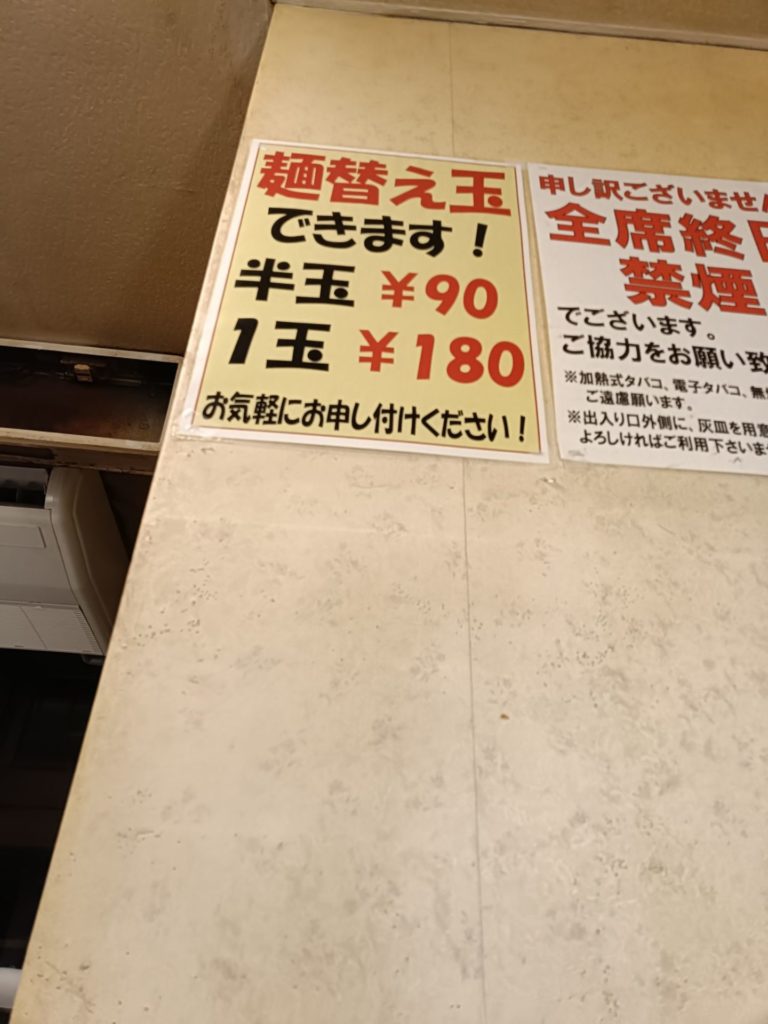 麺替え玉
できます！
半玉 ￥90
1玉 ￥180
お気軽にお申し付けください！
申し訳ございません
全席終日
禁煙
でございます。
ご協力をお願い致
※加熱式タバコ、電子タバコ、無
ご遠慮願います。
※出入り口外側に、灰皿を用意
よろしければご利用下さいま